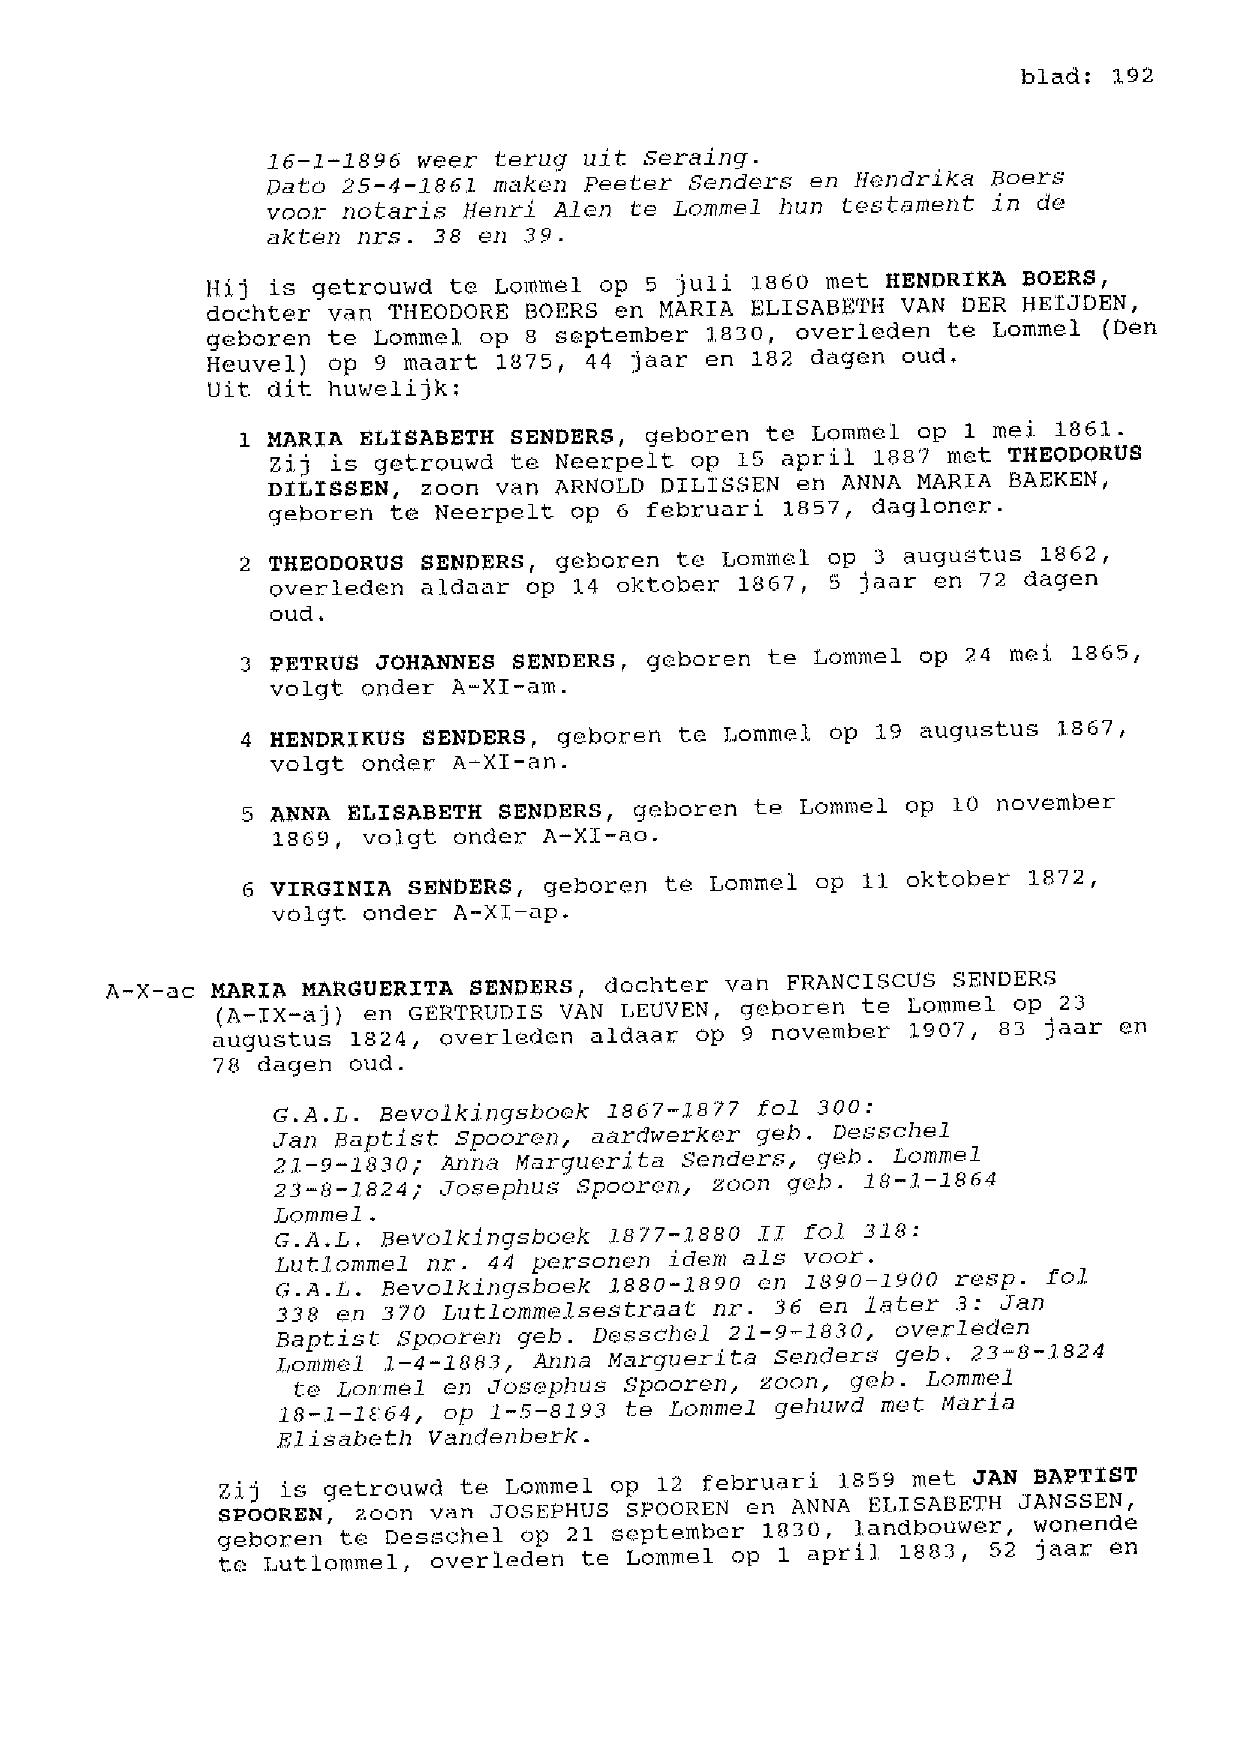 blad: 192
16-1-1896 weer terug uit Seraing.
Dato 25-4-1861 maken Peeter Senders en Hendrika Boers
voor notaris Henri Alen te Lommel hun testament in de
akten nrs. 38 en 39.
Hij is getrouwd te Lommel op 5 juli 1860 met HENDRIKA BOERS,
dochter van THEODORE BOERS en MARIA ELISABETH VAN DER HEIJDEN,
geboren te Lommel op 8 september 1830, overleden te Lommel (Den
Heuvel) op 9 maart 1875, 44 jaar en 182 dagen oud.
Uit dit huwelijk:
1 MARIA ELISABETH SENDERS, geboren te Lommel op 1 mei 1861.
Zij is getrouwd te Neerpelt op 15 april 1887 met THEODORUS
DILISSEN, zoon van ARNOLD DILISSEN en ANNA MARIA BAEKEN,
geboren te Neerpelt op 6 februari 1857, dagloner.
2 THEODORUS SENDERS, geboren te Lommel op 3 augustus 1862,
overleden aldaar op 14 oktober 1867, 5 jaar en 72 dagen
oud.
3 PETRUS JOHANNES SENDERS, geboren te Lommel op 24 mei 1865,
volgt onder A-XI-am.
4 HENDRIKUS SENDERS, geboren te Lommel op 19 augustus 1867,
volgt onder A-XI-an.
5 ANNA ELISABETH SENDERS, geboren te Lommel op 10 november
1869, volgt onder A-XI-ao.
6 VIRGINIA SENDERS, geboren te Lommel op 11 oktober 1872,
volgt onder A-XI-ap.
A-X-ac MARIA MARGUERITA SENDERS, dochter van FRANCISCUS SENDERS
(A-IX-aj) en GERTRUDIS VAN LEUVEN, geboren te Lommel op 23
augustus 1824, overleden aldaar op 9 november 1907, 83 jaar en
78 dagen oud.
G.A.L. Bevolkingsboek 1867-1877 fol 300:
Jan Baptist Spooren, aardwerker geb. Desschel
21-9-1830; Anna Marguerita Senders, geb. Lommel
23-8-1824; Josephus Spooren, zoon geb. 18-1-1864
Lommel.
G.A.L. Bevolkingsboek 1877-1880 II fol 318:
Lutlommel nr. 44 personen idem als voor.
G.A.L. Bevolkingsboek 1880-1890 en 1890-1900 resp. fol
338 en 370 Lutlommelsestraat nr. 36 en later 3: Jan
Baptist Spooren geb. Desschel 21-9-1830, overleden
Lommel 1-4-1883, Anna Marguerita Senders geb. 23-8-1824
te Lommel en Josephus Spooren, zoon, geb. Lommel
18-1-1864, op 1-5-8193 te Lommel gehuwd met Maria
Elisabeth Vandenberk.
Zij is getrouwd te Lommel op 12 februari 1859 met JAN BAPTIST
SPOOREN, zoon van JOSEPHUS SPOOREN en ANNA ELISABETH JANSSEN,
geboren te Desschel op 21 september 1830, landbouwer, wonende
te Lutlommel, overleden te Lommel op 1 april 1883, 52 jaar en